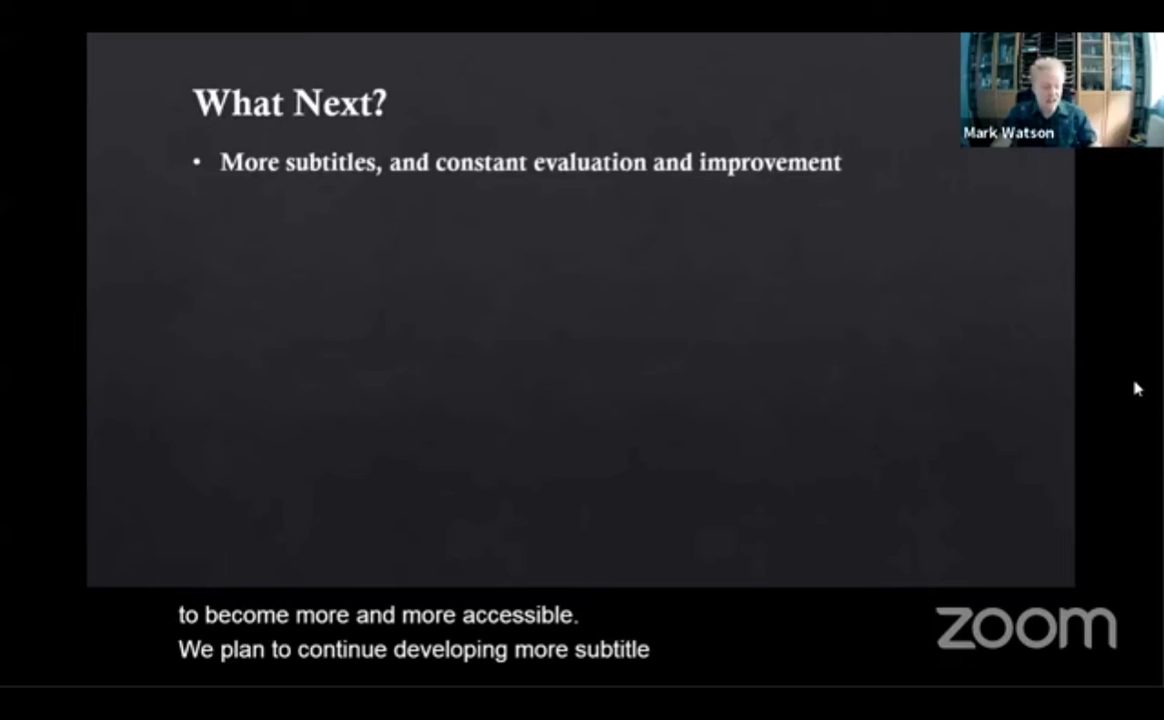 What Next?
• More subtitles, and constant evaluation and improvement
Mark Watson
to become more and more accessible.
We plan to continue developing more subtitle
zoom